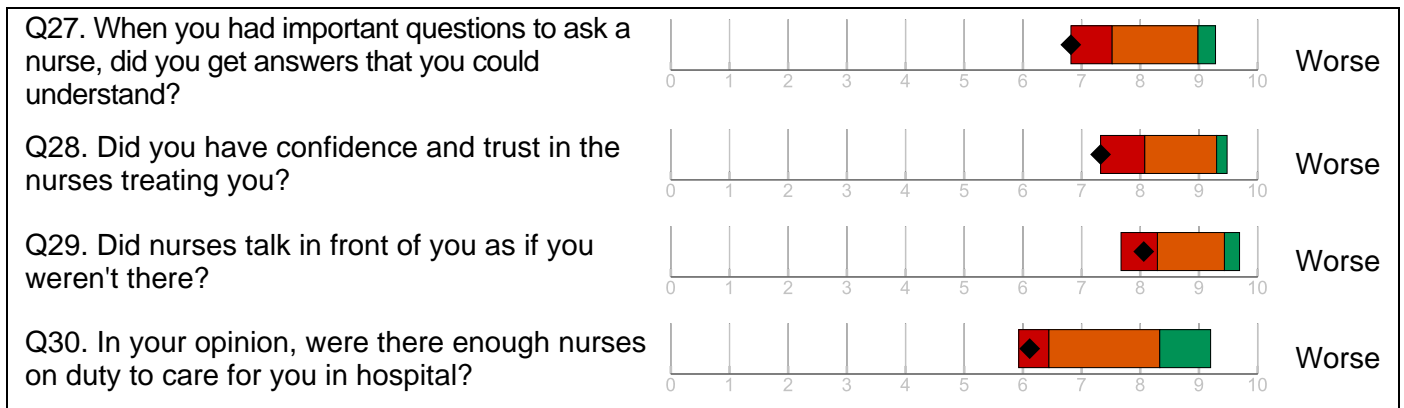 Q27. When you had important questions to ask a
nurse, did you get answers that you could
understand?
0 1 2 3 4 5 6 7 8 9 10
Worse
Q28. Did you have confidence and trust in the
nurses treating you?
0 1 2 3 4 5 6 7 8 9 10
Worse
Q29. Did nurses talk in front of you as if you
weren't there?
0 1 2 3 4 5 6 7 8 9 10
Worse
Q30. In your opinion, were there enough nurses
on duty to care for you in hospital?
0 1 2 3 4 5 6 7 8 9 10
Worse